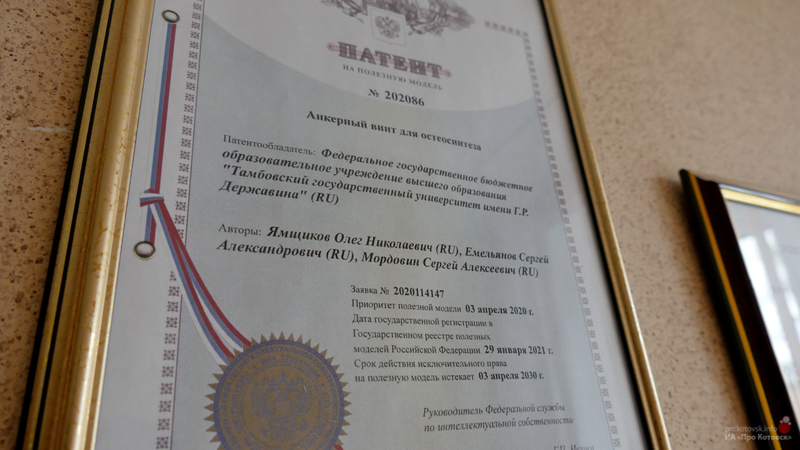 ПАТЕНТ
НА ПОЛЕЗНУЮ МОДЕЛЬ
№ 202086
Анкерный винт для остеосинтеза
Патентообладатель: Федеральное государственное бюджетное
образовательное учреждение высшего образования
"Тамбовский государственный университет имени Г.Р.
Державина" (RU)
Авторы: Ямщиков Олег Николаевич (RU), Емельянов Сергей
Александрович (RU), Мордовин Сергей Алексеевич (RU)
Заявка № 2020114147
Приоритет полезной модели 03 апреля 2020 г.
Дата государственной регистрации в
Государственном реестре полезных
моделей Российской Федерации 29 января 2021 г.
Срок действия исключительного права
на полезную модель истекает 03 апреля 2030 г.
Руководитель Федеральной службы
по интеллектуальной собственности
prokotovsk.info
ИА «Про Котовск»